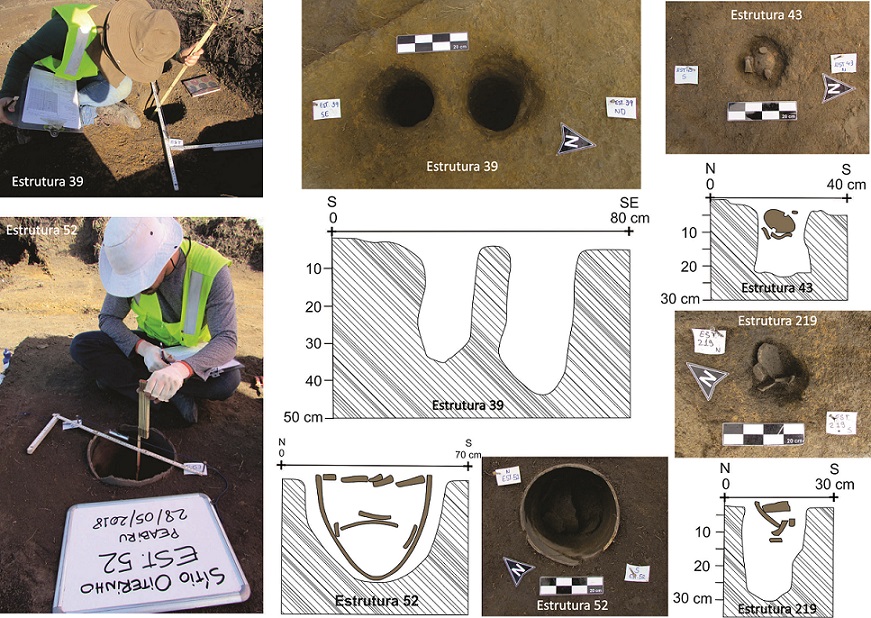 Estrutura 39
EST. 39
SE
20 cm
EST. 39
NO
N
Estrutura 39
Estrutura 43
S
EST. 43
N
20 cm
N
N S
0 40 cm
10
20
30 cm
Estrutura 43
S SE
0 80 cm
10
20
30
40
50 cm
Estrutura 39
Estrutura 52
SÍTIO OITERINHO
EST. 52
PEABIRU
28/05/2018
Estrutura 219
EST
219
N
N
EST
219
S
20 cm
N S
0 70 cm
Estrutura 52
N
EST. 52
N
S
EST. 52
20 cm
Estrutura 52
N S
0 30 cm
10
20
30 cm
Estrutura 219